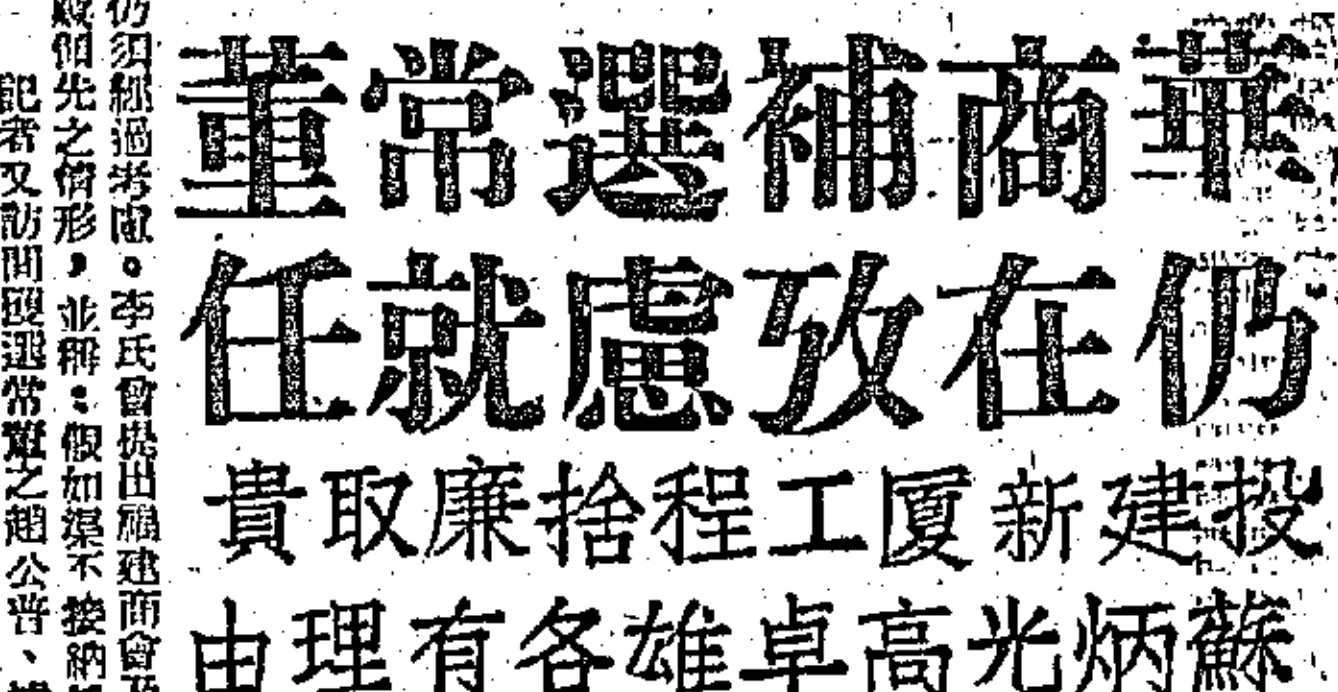 華商補選常董
仍在攷慮就任
投建新廈工程捨廉取貴
蘇炳光高卓雄各有理由
仍須經過考慮。李氏曾提出福建商會及
個先之情形，並稱：假如渠不接納
記者又訪問獲選常董之趙公晉、